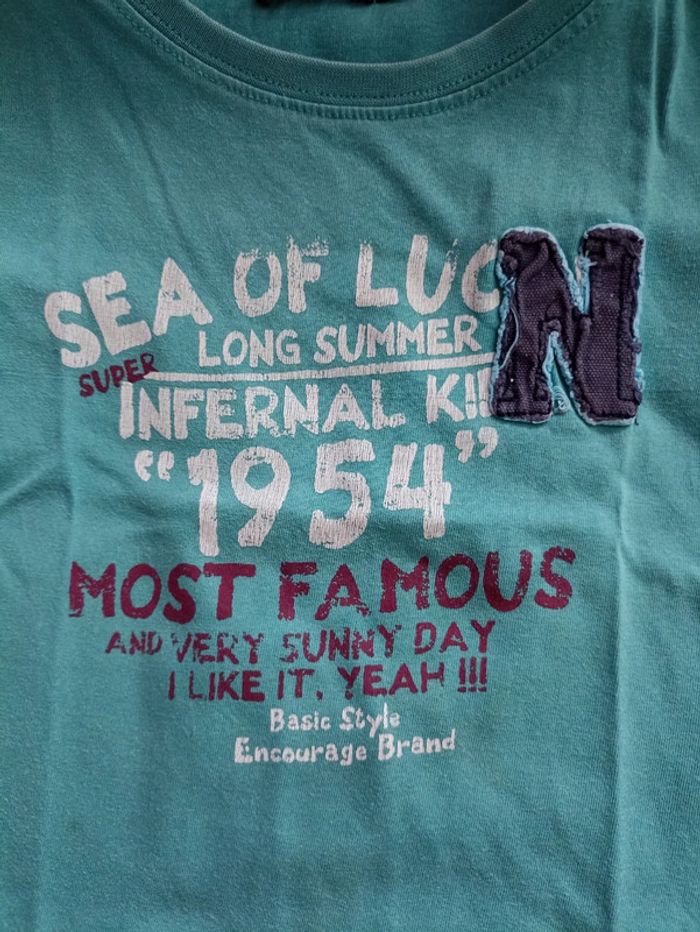 SEA OF LUC N
LONG SUMMER
SUPER
INFERNAL KI
"1954"
MOST FAMOUS
AND VERY SUNNY DAY
I LIKE IT. YEAH !!!
Basic Style
Encourage Brand